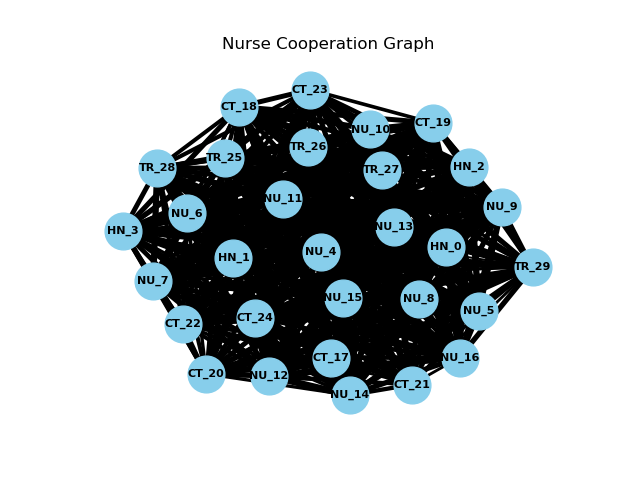 Nurse Cooperation Graph
CT_23
CT_18
CT_19
NU_10
TR_26
TR_25
HN_2
TR_28
TR_27
NU_11
NU_9
NU_6
NU_13
HN_3
HN_0
NU_4
HN_1
TR_29
NU_7
NU_15
NU_8
NU_5
CT_24
CT_22
CT_17
NU_16
CT_20
NU_12
CT_21
NU_14